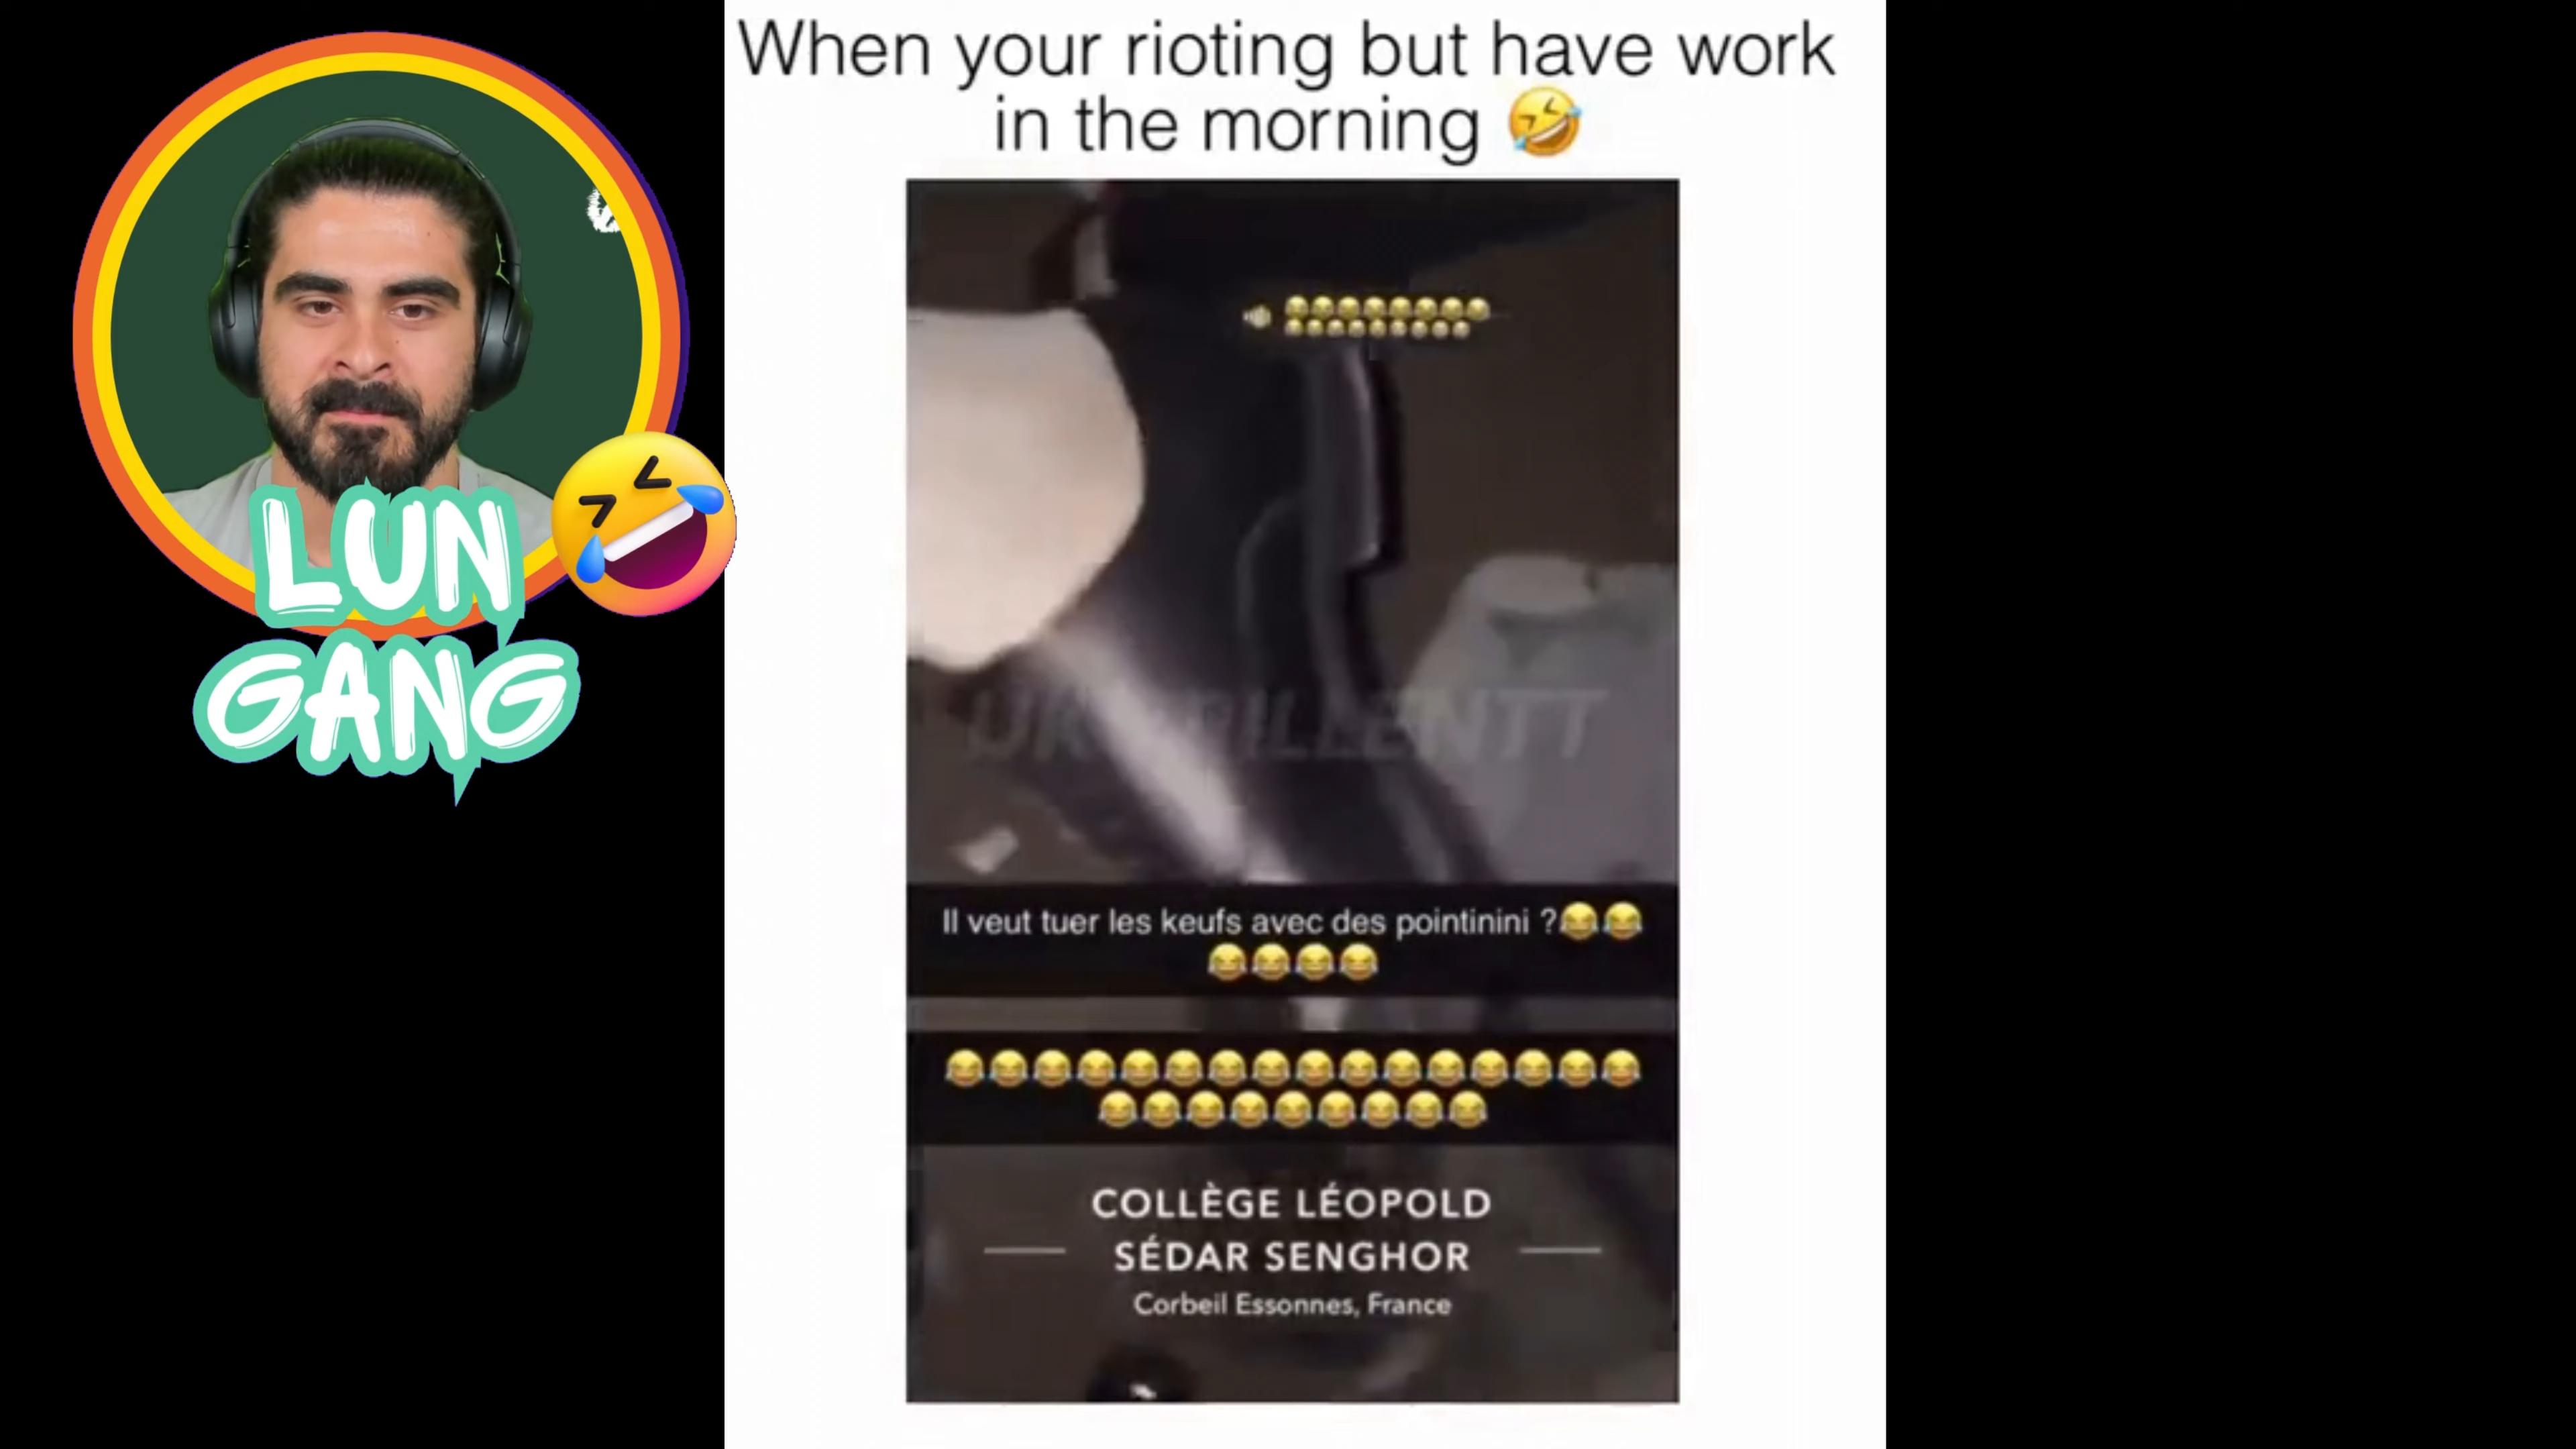 When your rioting but have work
in the morning 🤣
LUN
GANG
Il veut tuer les keufs avec des pointinini ?😂😂
😂😂😂😂
😂😂😂😂😂😂😂😂😂😂😂😂😂😂😂😂
😂😂😂😂😂😂😂😂😂
COLLÈGE LÉOPOLD
SÉDAR SENGHOR
Corbeil Essonnes, France